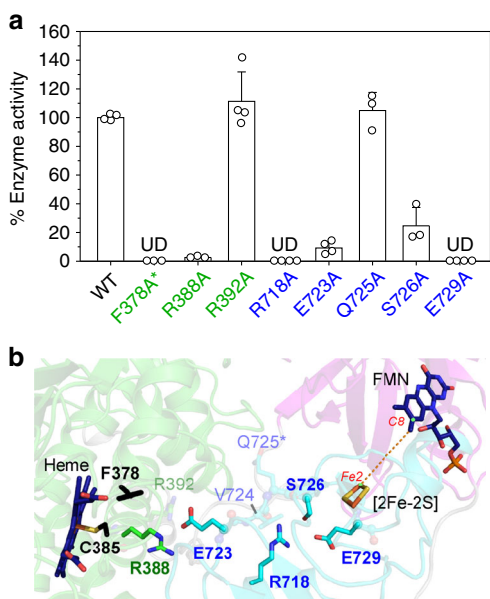 a
% Enzyme activity
160
140
120
100
80
60
40
20
0
UD
UD
UD
WT
F378A*
R388A
R392A
R718A
E723A
Q725A
S726A
E729A
b
FMN
C8
Q725*
Heme
F378
R392
V724
S726
Fe2
[2Fe-2S]
C385
R388
E723
R718
E729